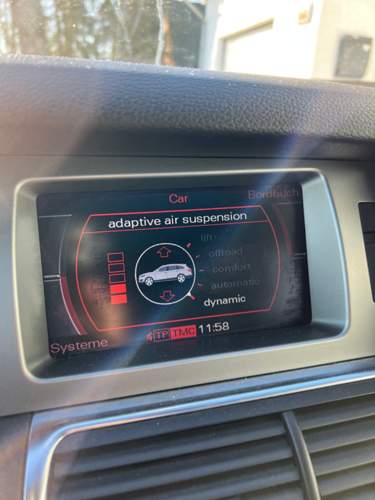 Car
Bordbuch
adaptive air suspension
lift
offroad
comfort
automatic
dynamic
Systeme
TP TMC 11:58